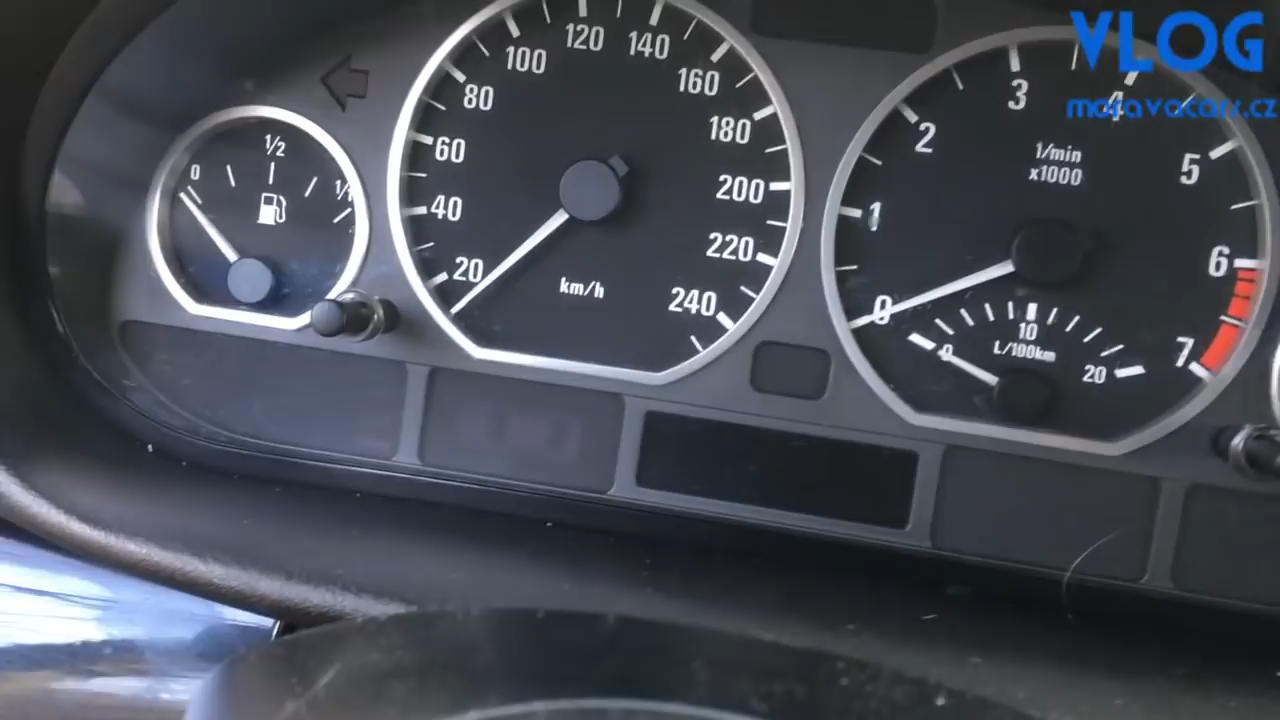 VLOG
moravacarr.cz
0 1/2 1/1
20 40 60 80 100 120 140 160 180 200 220 240
km/h
0 1 2 3 4 5 6 7
1/min
x1000
0 10 20
L/100km